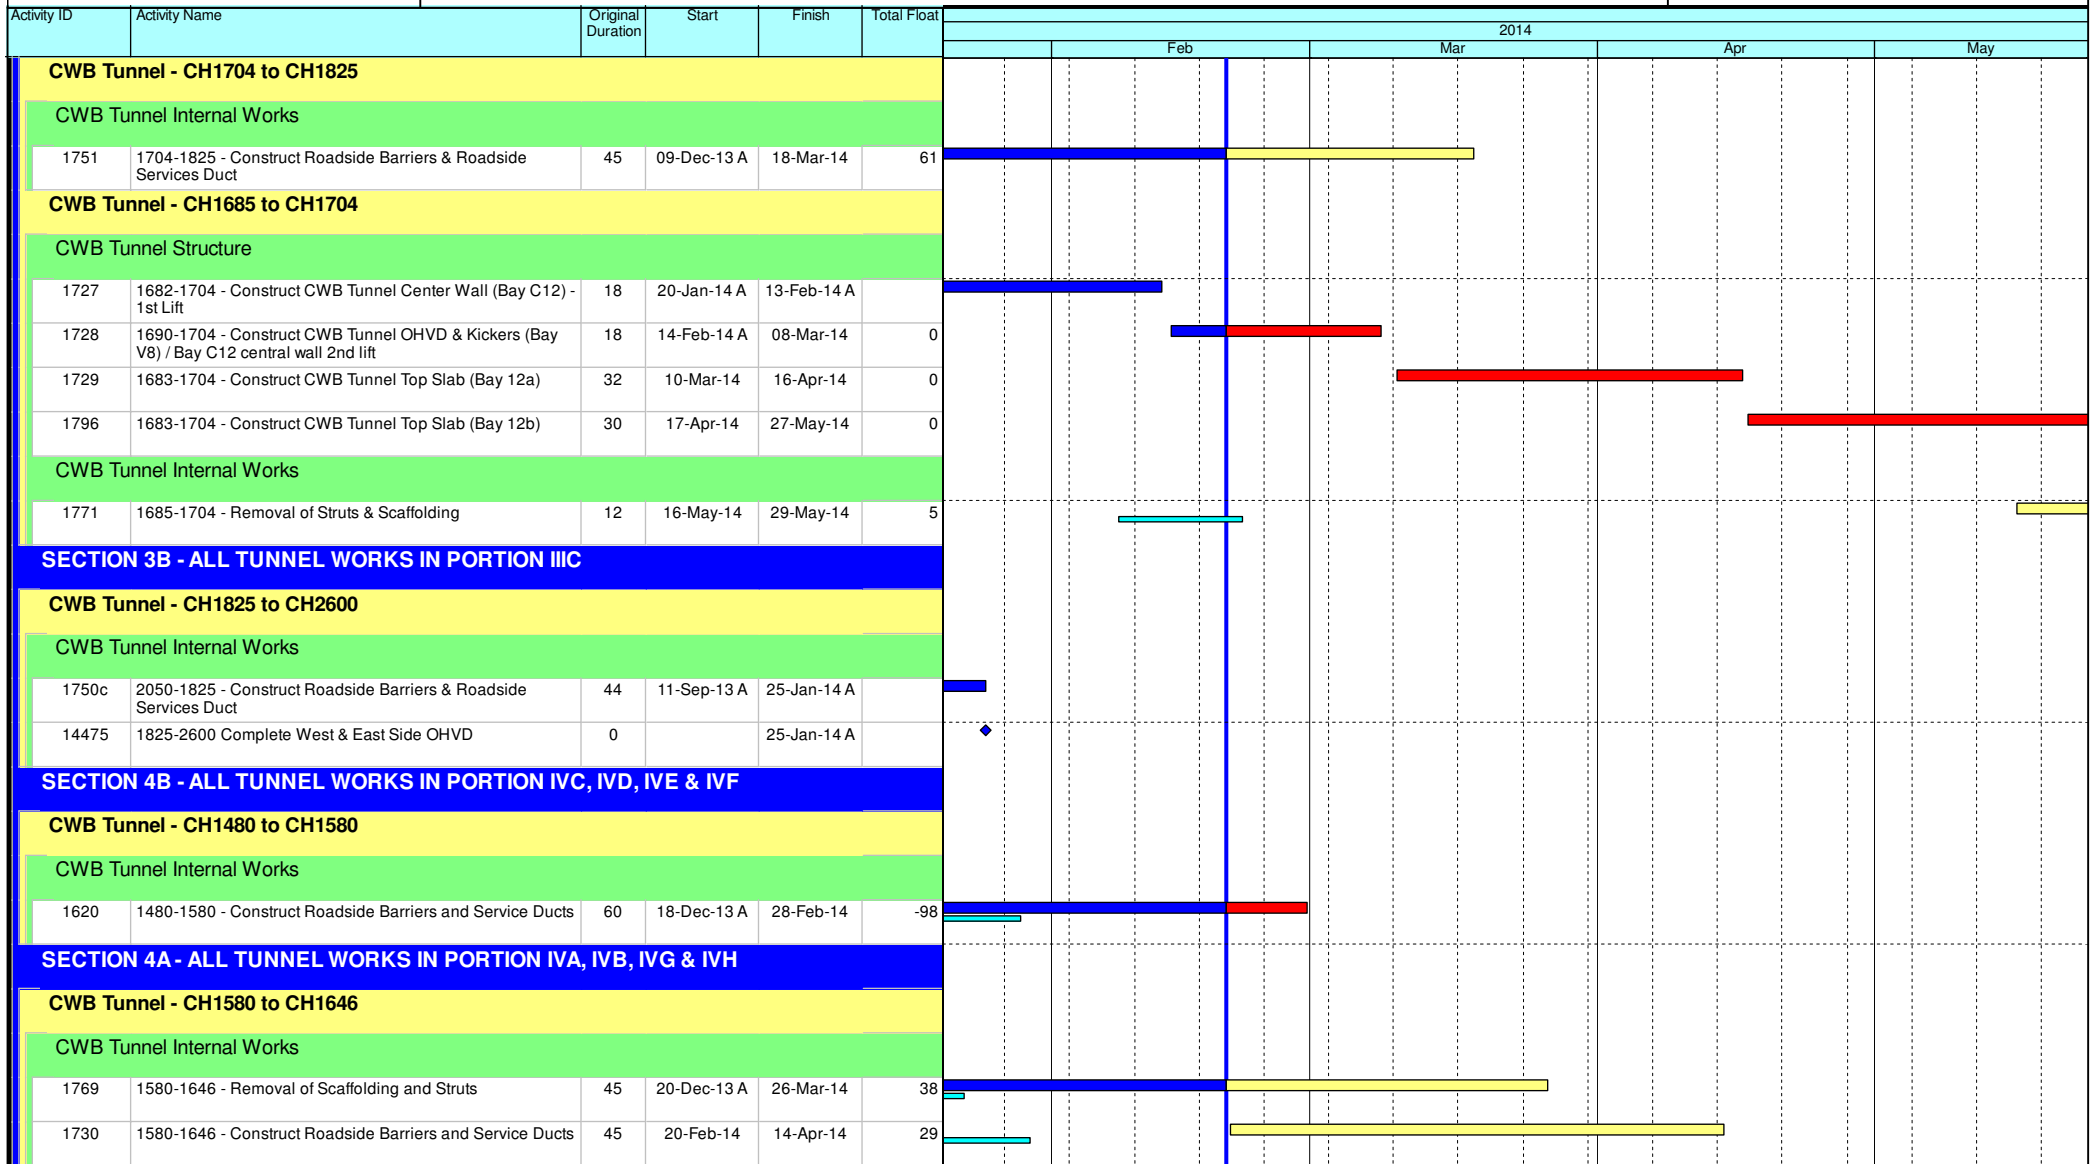 Activity ID Activity Name Original Duration Start Finish Total Float
2014
Feb Mar Apr May
CWB Tunnel - CH1704 to CH1825
CWB Tunnel Internal Works
1751 1704-1825 - Construct Roadside Barriers & Roadside 45 09-Dec-13 A 18-Mar-14 61
Services Duct
CWB Tunnel - CH1685 to CH1704
CWB Tunnel Structure
1727 1682-1704 - Construct CWB Tunnel Center Wall (Bay C12) - 18 20-Jan-14 A 13-Feb-14 A
1st Lift
1728 1690-1704 - Construct CWB Tunnel OHVD & Kickers (Bay 18 14-Feb-14 A 08-Mar-14 0
V8) / Bay C12 central wall 2nd lift
1729 1683-1704 - Construct CWB Tunnel Top Slab (Bay 12a) 32 10-Mar-14 16-Apr-14 0
1796 1683-1704 - Construct CWB Tunnel Top Slab (Bay 12b) 30 17-Apr-14 27-May-14 0
CWB Tunnel Internal Works
1771 1685-1704 - Removal of Struts & Scaffolding 12 16-May-14 29-May-14 5
SECTION 3B - ALL TUNNEL WORKS IN PORTION IIIC
CWB Tunnel - CH1825 to CH2600
CWB Tunnel Internal Works
1750c 2050-1825 - Construct Roadside Barriers & Roadside 44 11-Sep-13 A 25-Jan-14 A
Services Duct
14475 1825-2600 Complete West & East Side OHVD 0 25-Jan-14 A
SECTION 4B - ALL TUNNEL WORKS IN PORTION IVC, IVD, IVE & IVF
CWB Tunnel - CH1480 to CH1580
CWB Tunnel Internal Works
1620 1480-1580 - Construct Roadside Barriers and Service Ducts 60 18-Dec-13 A 28-Feb-14 -98
SECTION 4A - ALL TUNNEL WORKS IN PORTION IVA, IVB, IVG & IVH
CWB Tunnel - CH1580 to CH1646
CWB Tunnel Internal Works
1769 1580-1646 - Removal of Scaffolding and Struts 45 20-Dec-13 A 26-Mar-14 38
1730 1580-1646 - Construct Roadside Barriers and Service Ducts 45 20-Feb-14 14-Apr-14 29